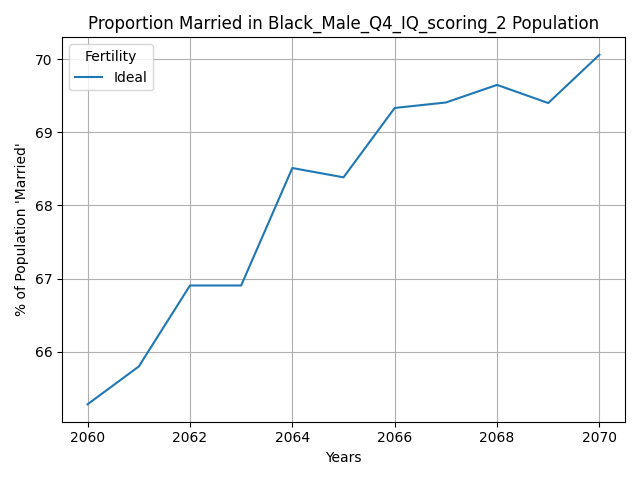 Proportion Married in Black_Male_Q4_IQ_scoring_2 Population
Fertility
Ideal
% of Population 'Married'
70
69
68
67
66
2060
2062
2064
2066
2068
2070
Years